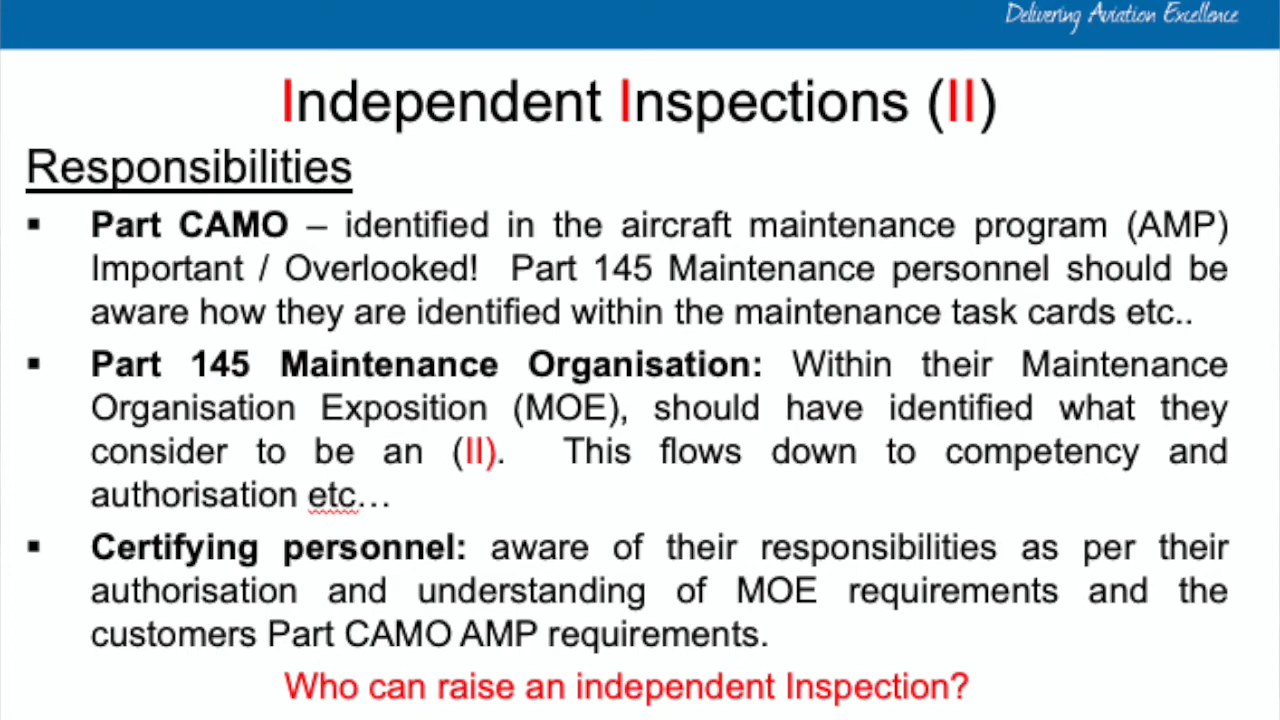 Delivering Aviation Excellence
Independent Inspections (II)
Responsibilities
▪ Part CAMO – identified in the aircraft maintenance program (AMP)
Important / Overlooked! Part 145 Maintenance personnel should be
aware how they are identified within the maintenance task cards etc..
▪ Part 145 Maintenance Organisation: Within their Maintenance
Organisation Exposition (MOE), should have identified what they
consider to be an (II). This flows down to competency and
authorisation etc…
▪ Certifying personnel: aware of their responsibilities as per their
authorisation and understanding of MOE requirements and the
customers Part CAMO AMP requirements.
Who can raise an independent Inspection?